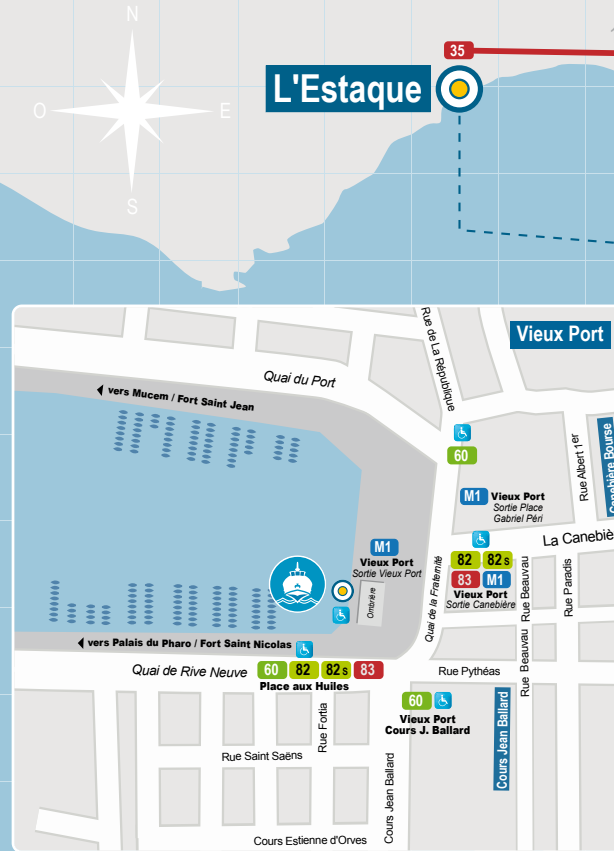 N
O
E
S
35
L'Estaque
Vieux Port
Rue de La République
Quai du Port
vers Mucem / Fort Saint Jean
60
M1 Vieux Port
Sortie Place
Gabriel Péri
Rue Albert 1er
Canebière Bourse
La Canebiè
M1
Vieux Port
Sortie Vieux Port
Ombrière
Quai de la Fraternité
82 82s
83 M1
Vieux Port
Sortie Canebière
Rue Beauvau
Rue Paradis
vers Palais du Pharo / Fort Saint Nicolas
Quai de Rive Neuve
60 82 82s 83
Place aux Huiles
Rue Pythéas
Rue Beauvau
60
Vieux Port
Cours J. Ballard
Cours Jean Ballard
Rue Fortia
Rue Saint Saëns
Cours Jean Ballard
Cours Estienne d'Orves